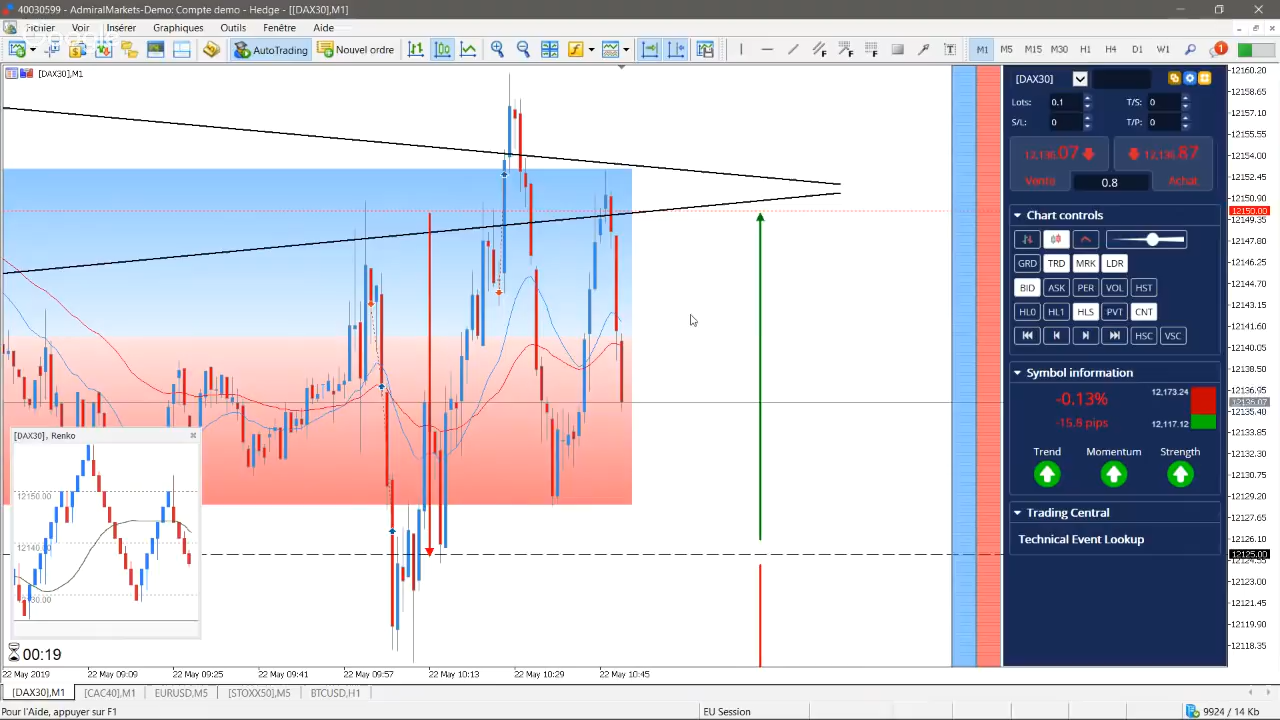 40030599 - AdmiralMarkets-Demo: Compte demo - Hedge - [[DAX30],M1]
Fichier Voir Insérer Graphiques Outils Fenêtre Aide
AutoTrading Nouvel ordre M1 M5 M15 M30 H1 H4 D1 W1 1
[DAX30],M1
12160.20
12158.65
12157.10
12155.55
12154.00
12152.45
12150.00
12149.35
12147.80
12146.25
12144.70
12143.15
12141.60
12140.05
12138.50
12136.95
12136.07
12135.40
12133.85
12132.30
12130.75
12129.20
12127.65
12126.10
12125.00
12123.00
12121.45
12119.90
12118.35
[DAX30]
Lots: 0.1 T/S: 0
S/L: 0 T/P: 0
12,136.07 12,136.87
Vente 0.8 Achat
Chart controls
GRD TRD MRK LDR
BID ASK PER VOL HST
HL0 HL1 HLS PVT CNT
HSC VSC
Symbol information
-0.13% 12,173.24
-15.8 pips 12,117.12
Trend Momentum Strength
Trading Central
Technical Event Lookup
[DAX30], Renko
12150.00
12140.00
00:19
22 May 2019 22 May 09:09 22 May 09:25 22 May 09:41 22 May 09:57 22 May 10:13 22 May 10:29 22 May 10:45
[DAX30],M1 [CAC40],M1 EURUSD,M5 [STOXX50],M5 BTCUSD,H1
Pour l'Aide, appuyer sur F1 EU Session 9924 / 14 Kb